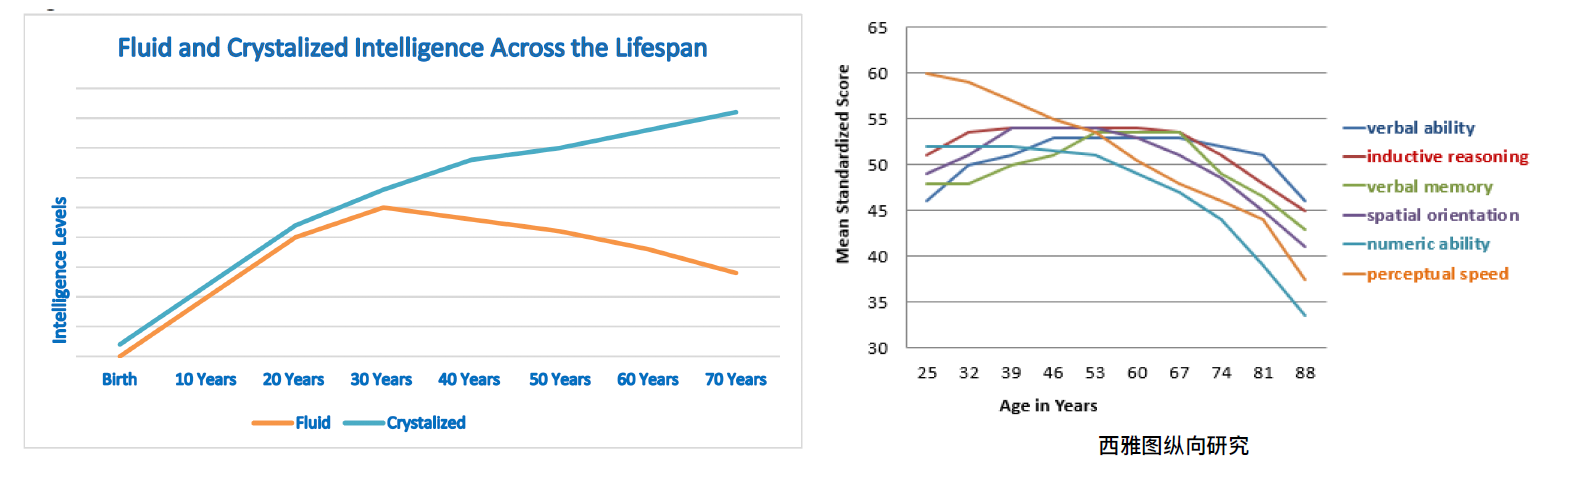 Fluid and Crystalized Intelligence Across the Lifespan
Intelligence Levels
Birth 10 Years 20 Years 30 Years 40 Years 50 Years 60 Years 70 Years
Fluid Crystalized
Mean Standardized Score
65
60
55
50
45
40
35
30
25 32 39 46 53 60 67 74 81 88
Age in Years
verbal ability
inductive reasoning
verbal memory
spatial orientation
numeric ability
perceptual speed
西雅图纵向研究